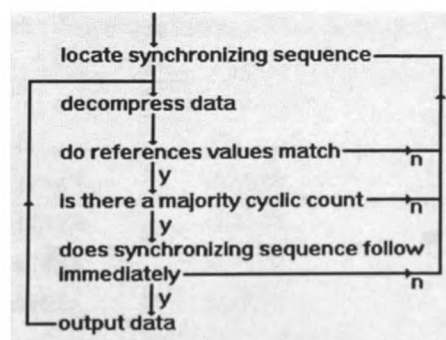 locate synchronizing sequence
decompress data
do references values match
n
y
is there a majority cyclic count
n
y
does synchronizing sequence follow
immediately
n
y
output data